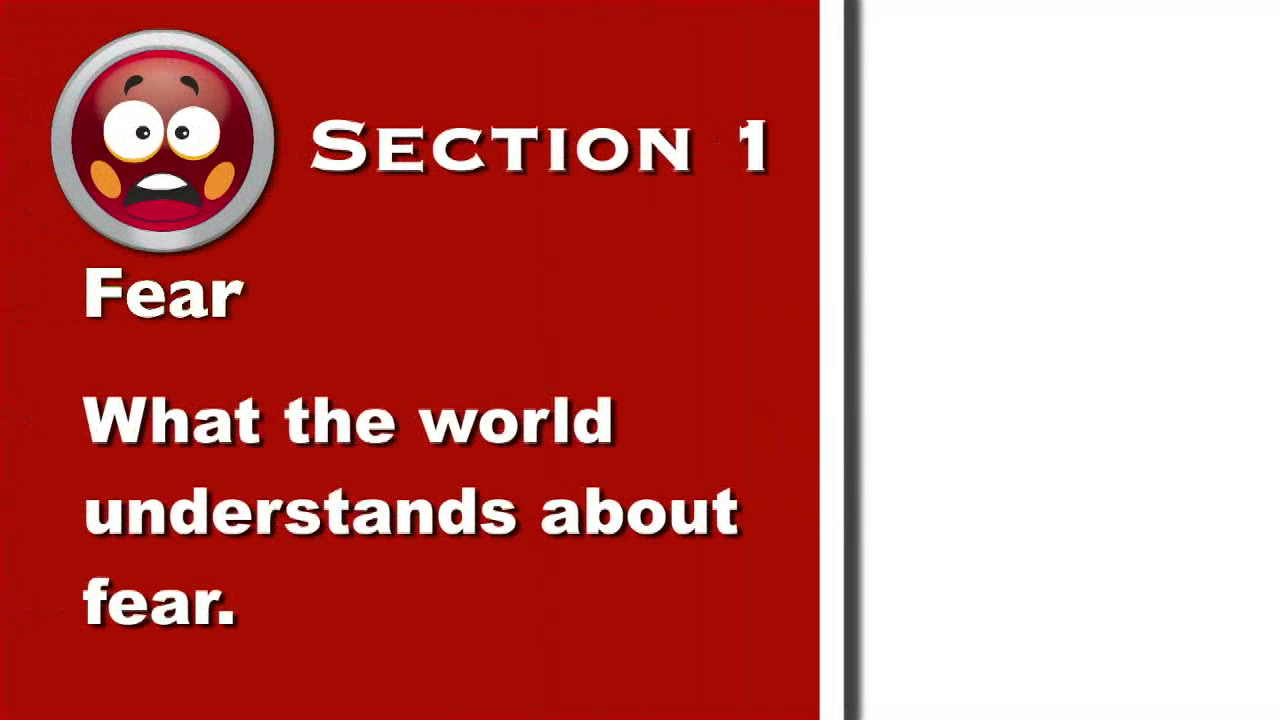 Section 1
Fear
What the world
understands about
fear.